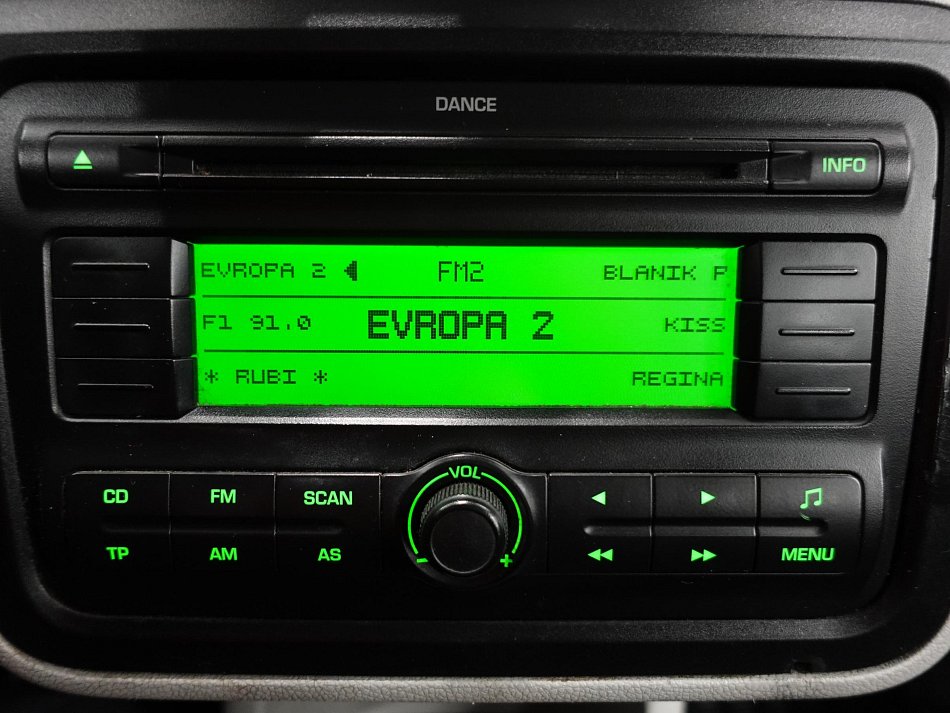 DANCE
INFO
EVROPA 2 FM2 BLANIK P
F1 91.0 EVROPA 2 KISS
* RUBI * REGINA
VOL
CD FM SCAN
- +
TP AM AS MENU